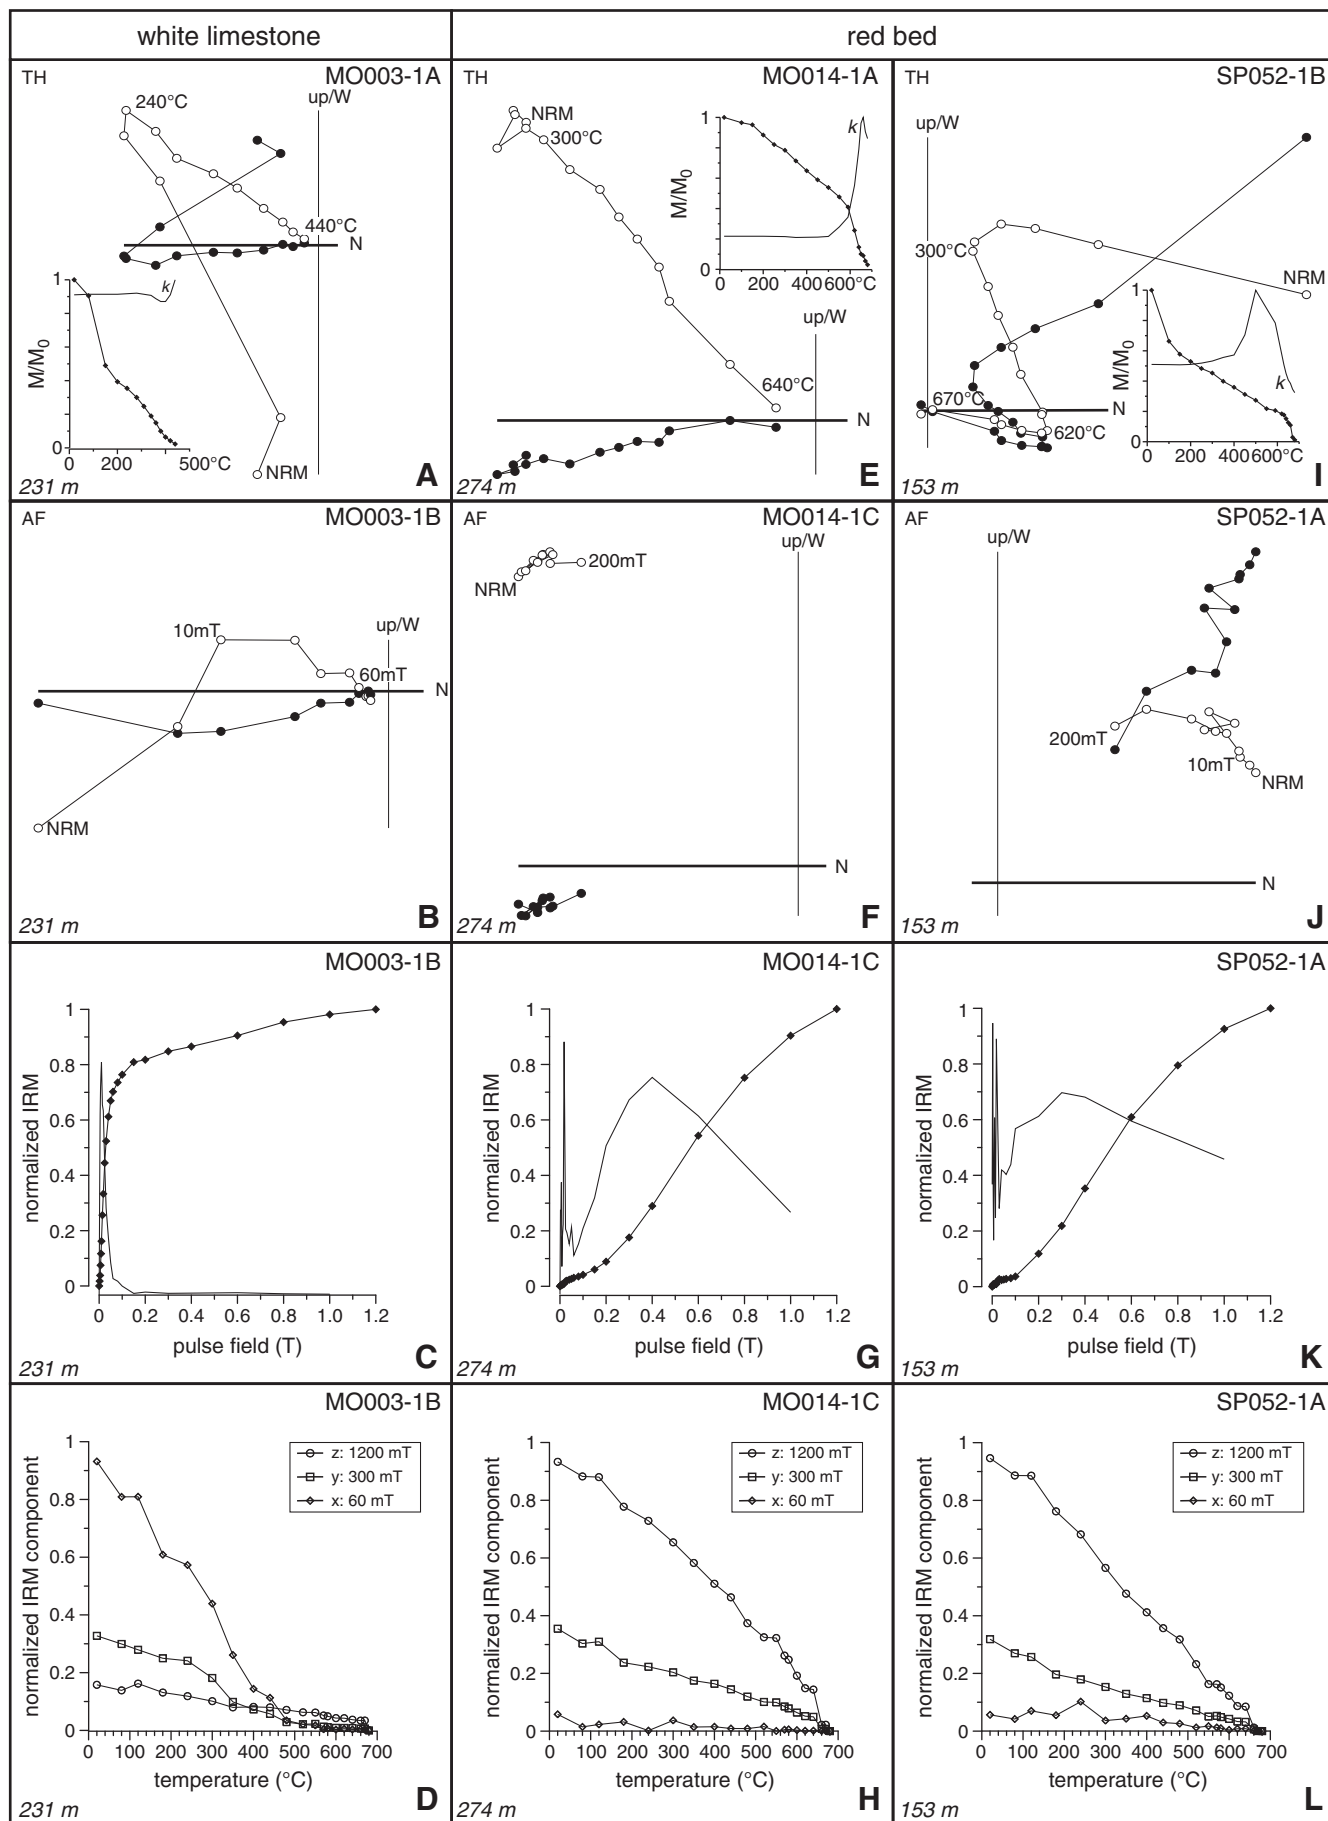 white limestone
red bed
TH
MO003-1A
240°C
up/W
440°C
N
k
M/M0
1
0
0
200
500°C
NRM
231 m
A
TH
MO014-1A
NRM
300°C
k
M/M0
1
0
0
200
400
600°C
up/W
640°C
N
274 m
E
TH
SP052-1B
up/W
300°C
NRM
M/M0
1
0
k
0
200
400
600°C
670°C
N
620°C
153 m
I
AF
MO003-1B
10mT
up/W
60mT
N
NRM
231 m
B
AF
MO014-1C
up/W
200mT
NRM
N
274 m
F
AF
SP052-1A
up/W
200mT
10mT
NRM
N
153 m
J
MO003-1B
normalized IRM
1
0.8
0.6
0.4
0.2
0
0 0.2 0.4 0.6 0.8 1.0 1.2
pulse field (T)
231 m
C
MO014-1C
normalized IRM
1
0.8
0.6
0.4
0.2
0
0 0.2 0.4 0.6 0.8 1.0 1.2
pulse field (T)
274 m
G
SP052-1A
normalized IRM
1
0.8
0.6
0.4
0.2
0
0 0.2 0.4 0.6 0.8 1.0 1.2
pulse field (T)
153 m
K
MO003-1B
z: 1200 mT
y: 300 mT
x: 60 mT
normalized IRM component
1
0.8
0.6
0.4
0.2
0
0 100 200 300 400 500 600 700
temperature (°C)
231 m
D
MO014-1C
z: 1200 mT
y: 300 mT
x: 60 mT
normalized IRM component
1
0.8
0.6
0.4
0.2
0
0 100 200 300 400 500 600 700
temperature (°C)
274 m
H
SP052-1A
z: 1200 mT
y: 300 mT
x: 60 mT
normalized IRM component
1
0.8
0.6
0.4
0.2
0
0 100 200 300 400 500 600 700
temperature (°C)
153 m
L